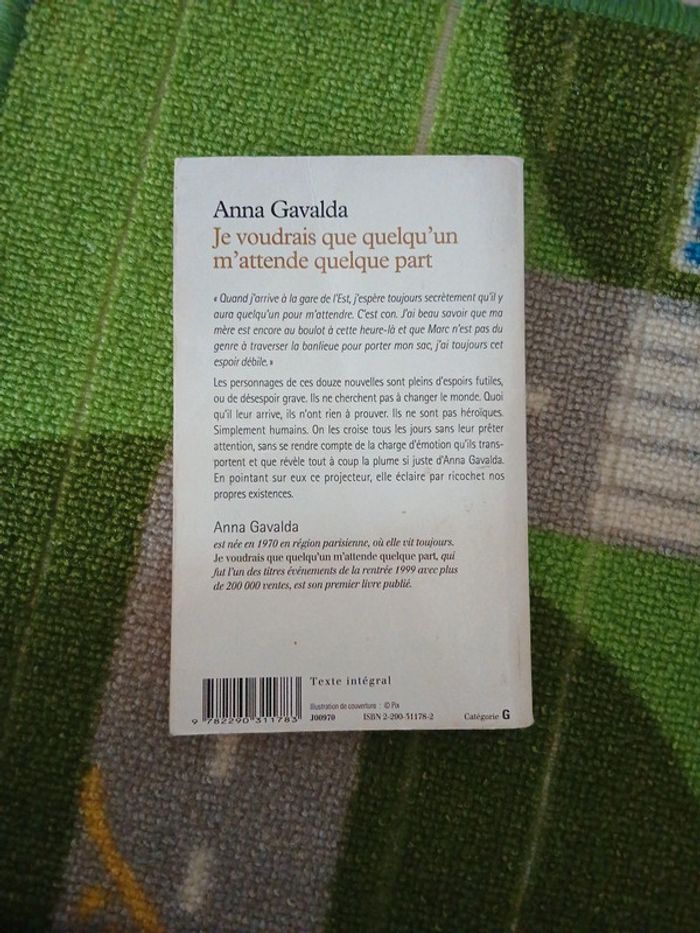 Anna Gavalda
Je voudrais que quelqu'un
m'attende quelque part
« Quand j'arrive à la gare de l'Est, j'espère toujours secrètement qu'il y
aura quelqu'un pour m'attendre. C'est con. J'ai beau savoir que ma
mère est encore au boulot à cette heure-là et que Marc n'est pas du
genre à traverser la banlieue pour porter mon sac, j'ai toujours cet
espoir débile. »
Les personnages de ces douze nouvelles sont pleins d'espoirs futiles,
ou de désespoir grave. Ils ne cherchent pas à changer le monde. Quoi
qu'il leur arrive, ils n'ont rien à prouver. Ils ne sont pas héroïques.
Simplement humains. On les croise tous les jours sans leur prêter
attention, sans se rendre compte de la charge d'émotion qu'ils trans-
portent et que révèle tout à coup la plume si juste d'Anna Gavalda.
En pointant sur eux ce projecteur, elle éclaire par ricochet nos
propres existences.
Anna Gavalda
est née en 1970 en région parisienne, où elle vit toujours.
Je voudrais que quelqu'un m'attende quelque part, qui
fut l'un des titres événements de la rentrée 1999 avec plus
de 200 000 ventes, est son premier livre publié.
Texte intégral
Illustration de couverture : © Pix
J00970 ISBN 2-290-31178-2 Catégorie G
9 782290 311783